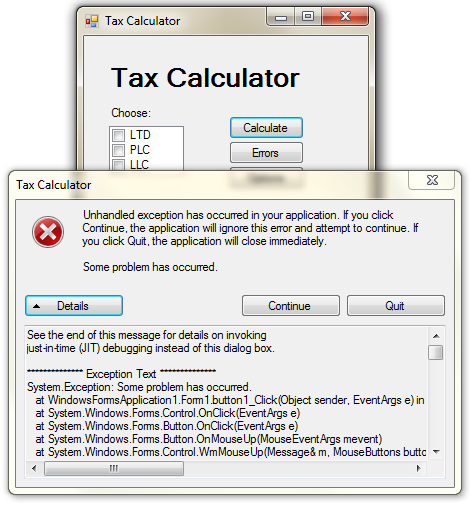 Tax Calculator
Tax Calculator
Choose:
LTD
PLC
LLC
Calculate
Errors
Tax Calculator
Unhandled exception has occurred in your application. If you click
Continue, the application will ignore this error and attempt to continue. If
you click Quit, the application will close immediately.
Some problem has occurred.
Details
Continue
Quit
See the end of this message for details on invoking
just-in-time (JIT) debugging instead of this dialog box.
************** Exception Text **************
System.Exception: Some problem has occurred.
at WindowsFormsApplication1.Form1.button1_Click(Object sender, EventArgs e) in
at System.Windows.Forms.Control.OnClick(EventArgs e)
at System.Windows.Forms.Button.OnClick(EventArgs e)
at System.Windows.Forms.Button.OnMouseUp(MouseEventArgs mevent)
at System.Windows.Forms.Control.WmMouseUp(Message& m, MouseButtons butto